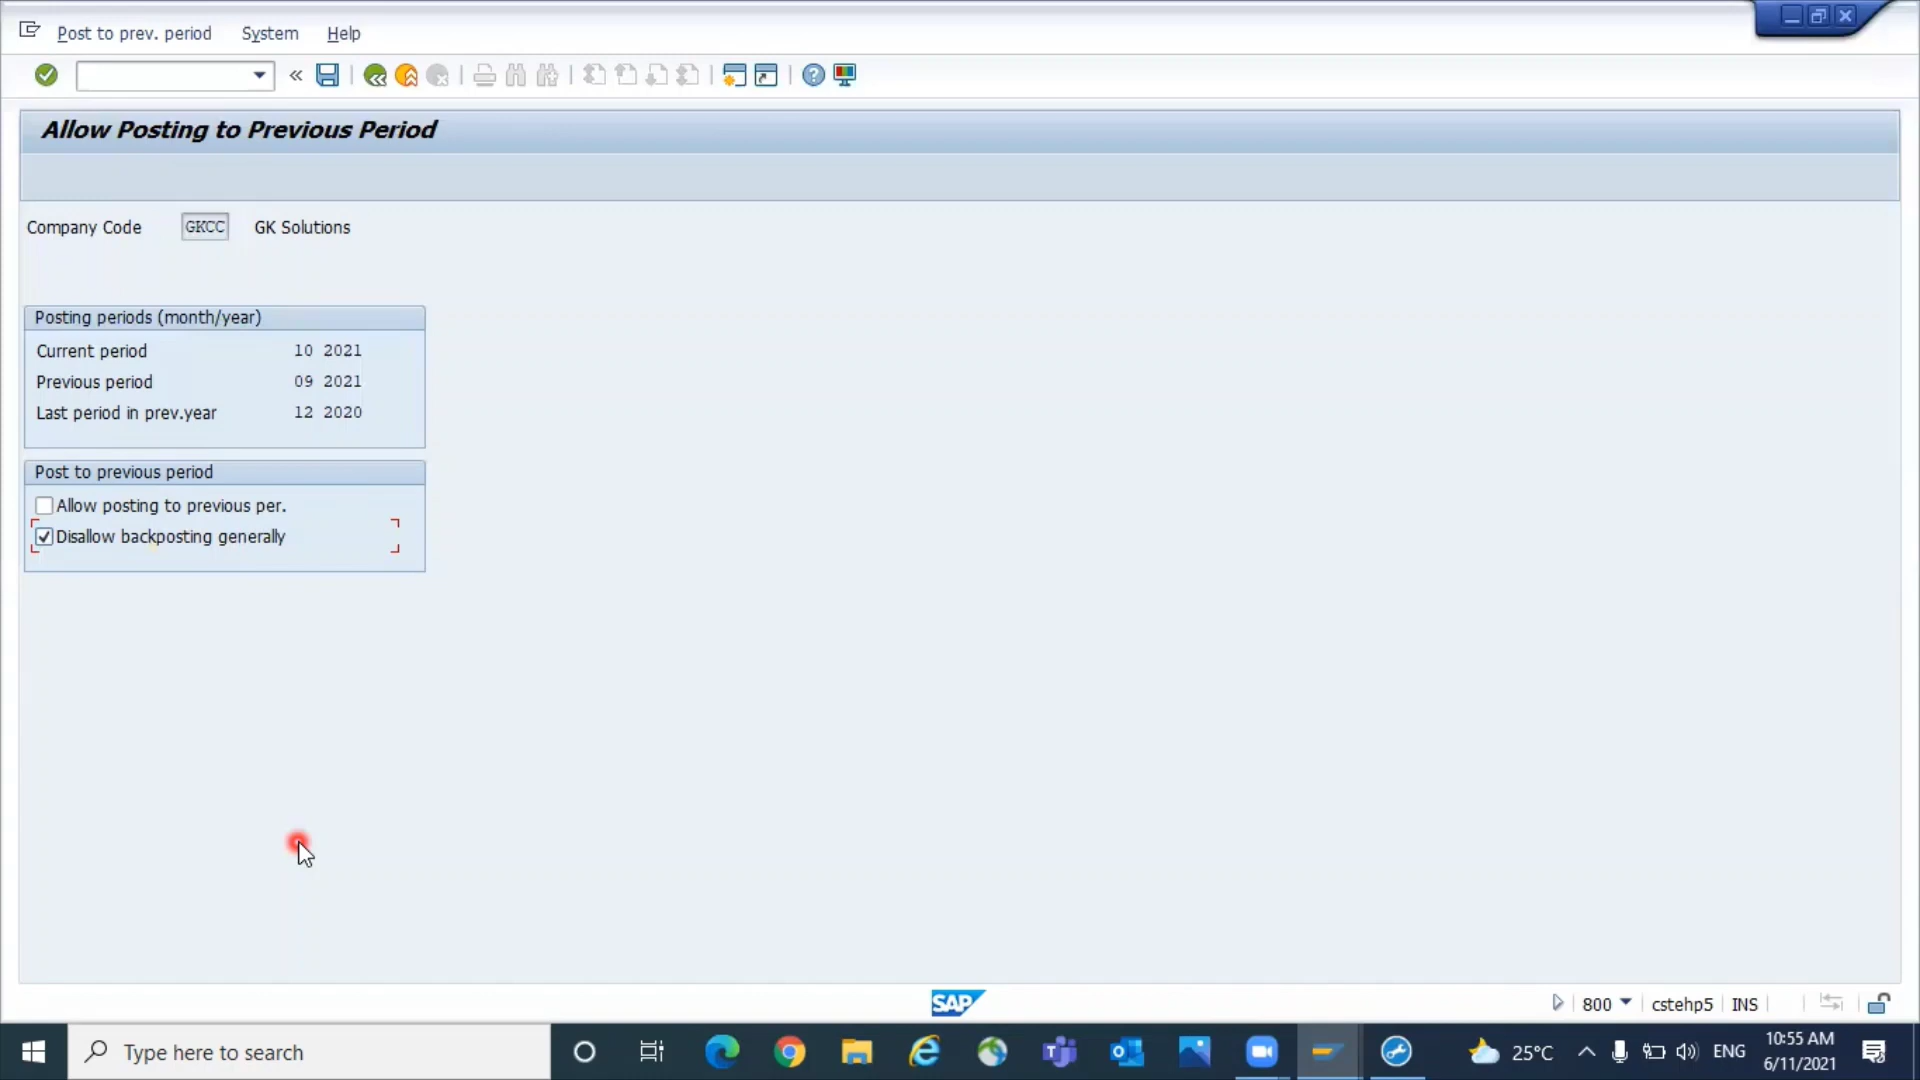 Post to prev. period System Help
Allow Posting to Previous Period
Company Code GKCC GK Solutions
Posting periods (month/year)
Current period 10 2021
Previous period 09 2021
Last period in prev.year 12 2020
Post to previous period
Allow posting to previous per.
Disallow backposting generally
SAP
800 cstehp5 INS
Type here to search
25°C
ENG
10:55 AM
6/11/2021